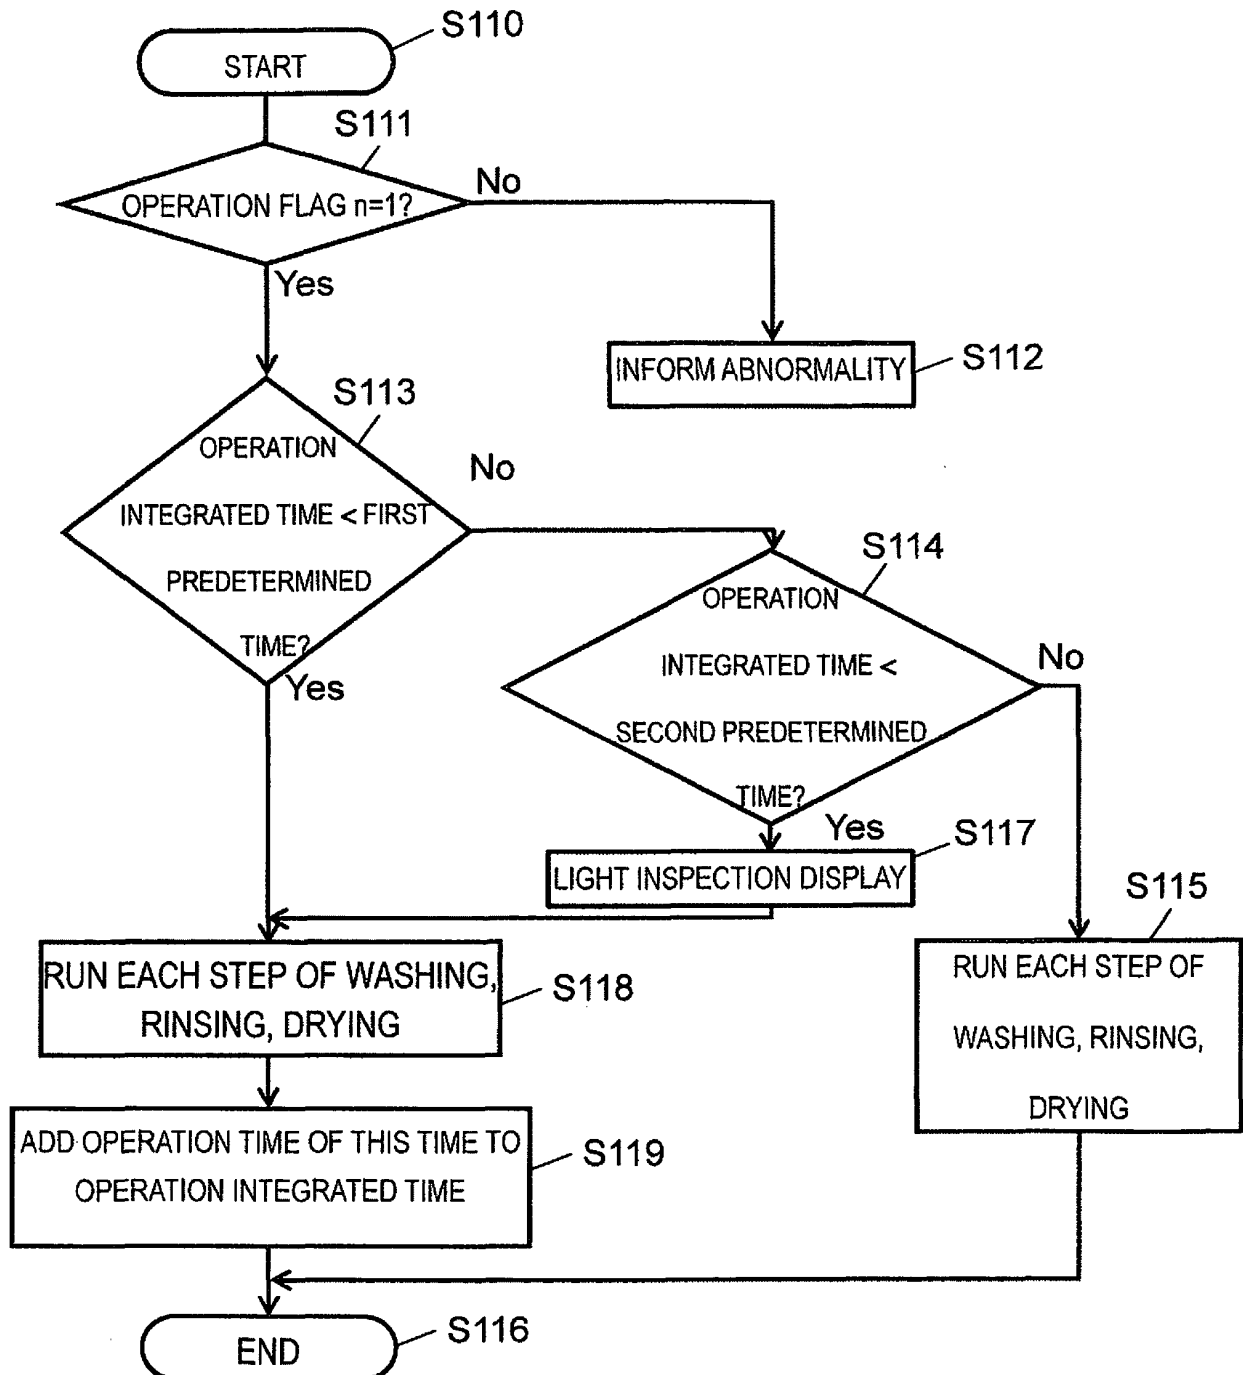 S110
START
S111
OPERATION FLAG n=1?
No
Yes
INFORM ABNORMALITY
S112
S113
OPERATION
INTEGRATED TIME < FIRST
PREDETERMINED
TIME?
No
Yes
S114
OPERATION
INTEGRATED TIME <
SECOND PREDETERMINED
TIME?
No
Yes
S117
LIGHT INSPECTION DISPLAY
S115
RUN EACH STEP OF
WASHING, RINSING,
DRYING
RUN EACH STEP OF WASHING,
RINSING, DRYING
S118
ADD OPERATION TIME OF THIS TIME TO
OPERATION INTEGRATED TIME
S119
END
S116